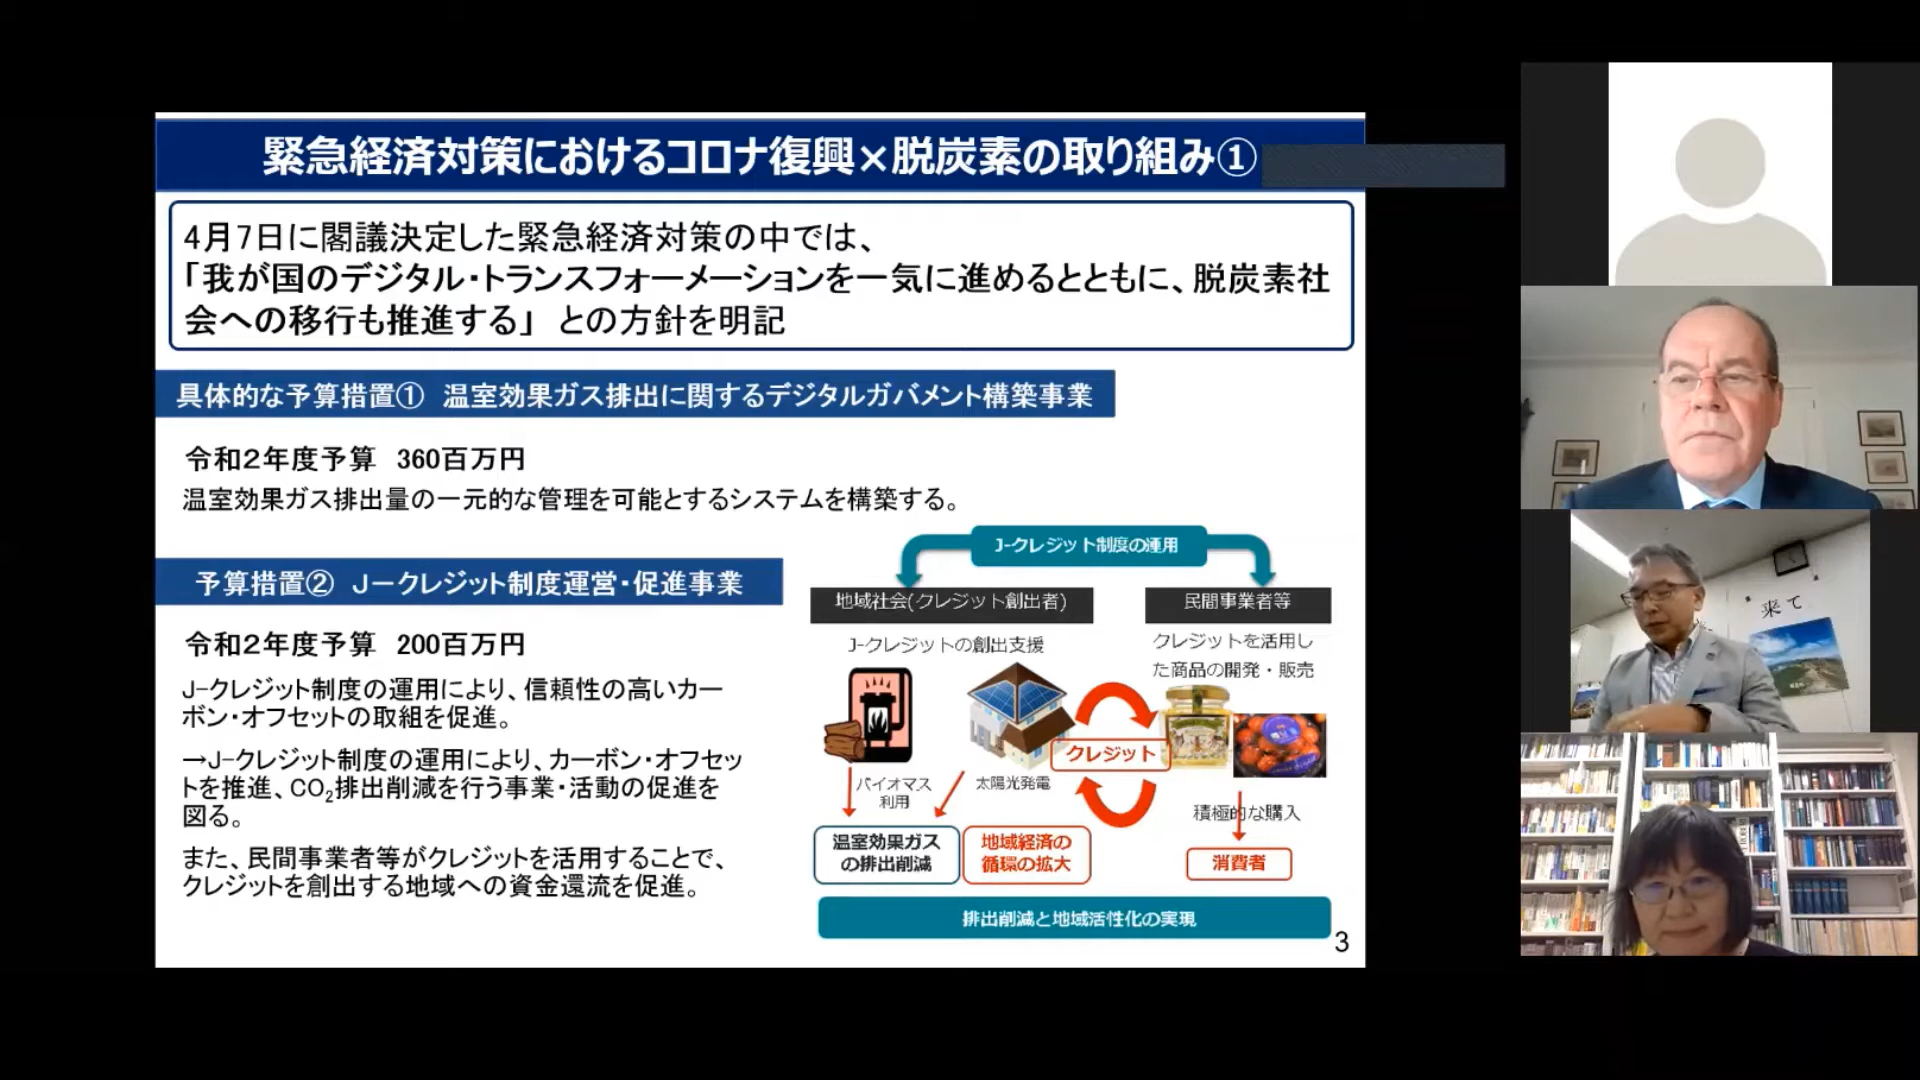 緊急経済対策におけるコロナ復興×脱炭素の取り組み①
4月7日に閣議決定した緊急経済対策の中では、
「我が国のデジタル・トランスフォーメーションを一気に進めるとともに、脱炭素社
会への移行も推進する」 との方針を明記
具体的な予算措置① 温室効果ガス排出に関するデジタルガバメント構築事業
令和2年度予算 360百万円
温室効果ガス排出量の一元的な管理を可能とするシステムを構築する。
予算措置② J－クレジット制度運営・促進事業
令和2年度予算 200百万円
J-クレジット制度の運用により、信頼性の高いカー
ボン・オフセットの取組を促進。
→J-クレジット制度の運用により、カーボン・オフセッ
トを推進、CO2排出削減を行う事業・活動の促進を
図る。
また、民間事業者等がクレジットを活用することで、
クレジットを創出する地域への資金還流を促進。
J-クレジット制度の運用
地域社会(クレジット創出者)
民間事業者等
J-クレジットの創出支援
クレジットを活用し
た商品の開発・販売
クレジット
バイオマス
利用
太陽光発電
積極的な購入
温室効果ガス
の排出削減
地域経済の
循環の拡大
消費者
排出削減と地域活性化の実現
3
来て